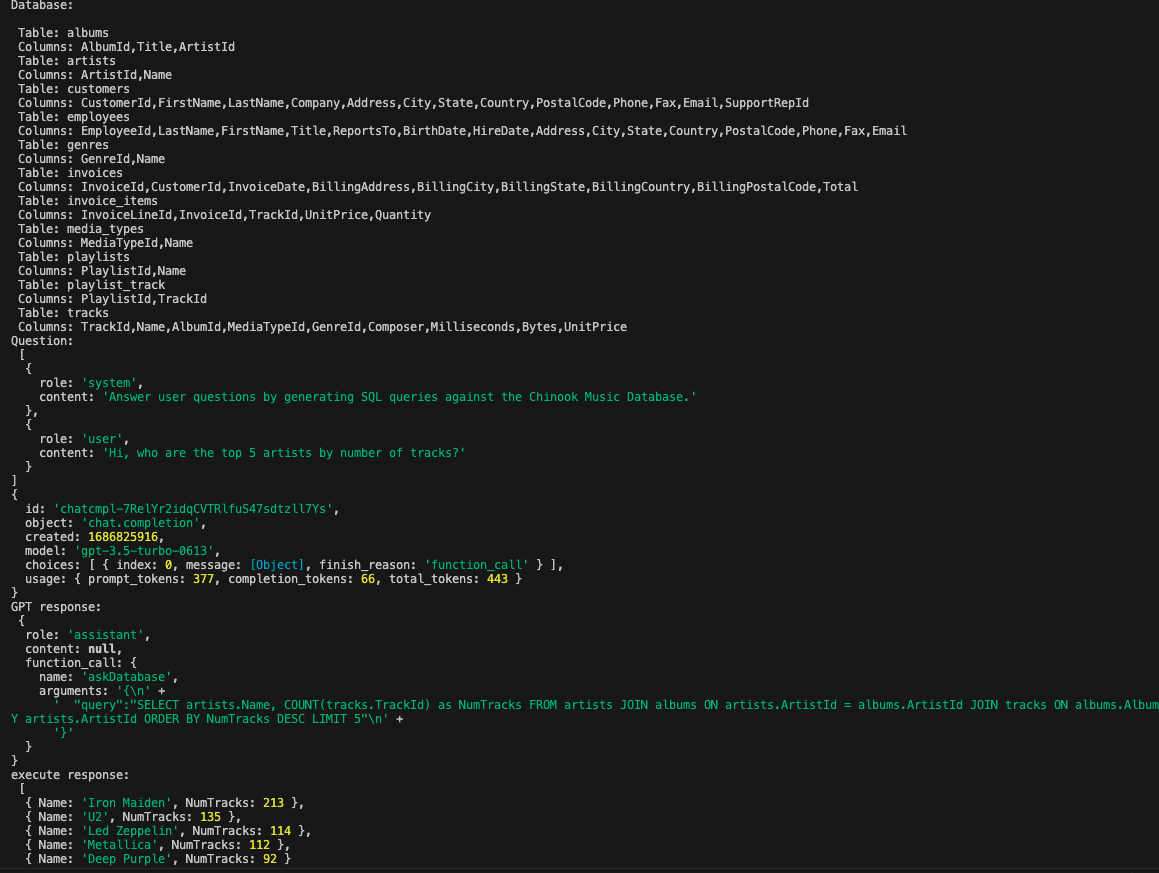 Database:
Table: albums
Columns: AlbumId,Title,ArtistId
Table: artists
Columns: ArtistId,Name
Table: customers
Columns: CustomerId,FirstName,LastName,Company,Address,City,State,Country,PostalCode,Phone,Fax,Email,SupportRepId
Table: employees
Columns: EmployeeId,LastName,FirstName,Title,ReportsTo,BirthDate,HireDate,Address,City,State,Country,PostalCode,Phone,Fax,Email
Table: genres
Columns: GenreId,Name
Table: invoices
Columns: InvoiceId,CustomerId,InvoiceDate,BillingAddress,BillingCity,BillingState,BillingCountry,BillingPostalCode,Total
Table: invoice_items
Columns: InvoiceLineId,InvoiceId,TrackId,UnitPrice,Quantity
Table: media_types
Columns: MediaTypeId,Name
Table: playlists
Columns: PlaylistId,Name
Table: playlist_track
Columns: PlaylistId,TrackId
Table: tracks
Columns: TrackId,Name,AlbumId,MediaTypeId,GenreId,Composer,Milliseconds,Bytes,UnitPrice
Question:
[
{
role: 'system',
content: 'Answer user questions by generating SQL queries against the Chinook Music Database.'
},
{
role: 'user',
content: 'Hi, who are the top 5 artists by number of tracks?'
}
]
{
id: 'chatcmpl-7RelYr2idqCVTRlfuS47sdtzll7Ys',
object: 'chat.completion',
created: 1686825916,
model: 'gpt-3.5-turbo-0613',
choices: [ { index: 0, message: [Object], finish_reason: 'function_call' } ],
usage: { prompt_tokens: 377, completion_tokens: 66, total_tokens: 443 }
}
GPT response:
{
role: 'assistant',
content: null,
function_call: {
name: 'askDatabase',
arguments: '{\n' +
'  "query":"SELECT artists.Name, COUNT(tracks.TrackId) as NumTracks FROM artists JOIN albums ON artists.ArtistId = albums.ArtistId JOIN tracks ON albums.Album
Y artists.ArtistId ORDER BY NumTracks DESC LIMIT 5"\n' +
'}'
}
}
execute response:
[
{ Name: 'Iron Maiden', NumTracks: 213 },
{ Name: 'U2', NumTracks: 135 },
{ Name: 'Led Zeppelin', NumTracks: 114 },
{ Name: 'Metallica', NumTracks: 112 },
{ Name: 'Deep Purple', NumTracks: 92 }